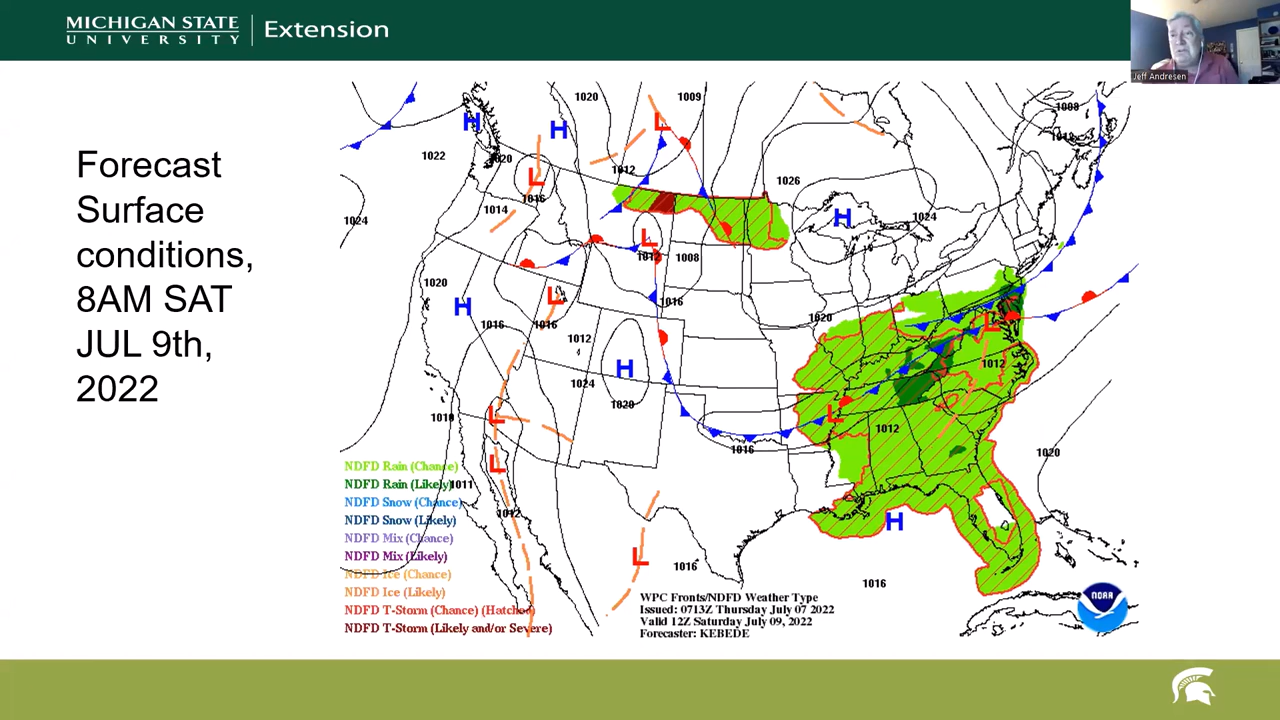 MICHIGAN STATE
UNIVERSITY
Extension
Jeff Andresen
Forecast
Surface
conditions,
8AM SAT
JUL 9th,
2022
1020
1009
1008
H
H
L
1022
1020
1012
1026
L
1016
1014
1024
H
1024
L
1012
1008
1020
H
L
1016
1016
1016
1020
L
1012
1012
H
1024
1020
L
L
1012
1016
1020
NDFD Rain (Chance)
L
NDFD Rain (Likely)
1011
NDFD Snow (Chance)
NDFD Snow (Likely)
1012
H
NDFD Mix (Chance)
NDFD Mix (Likely)
L
1016
NDFD Ice (Chance)
1016
NDFD Ice (Likely)
NDFD T-Storm (Chance) (Hatched)
NDFD T-Storm (Likely and/or Severe)
WPC Fronts/NDFD Weather Type
Issued: 0713Z Thursday July 07 2022
Valid 12Z Saturday July 09, 2022
Forecaster: KEBEDE
NOAA